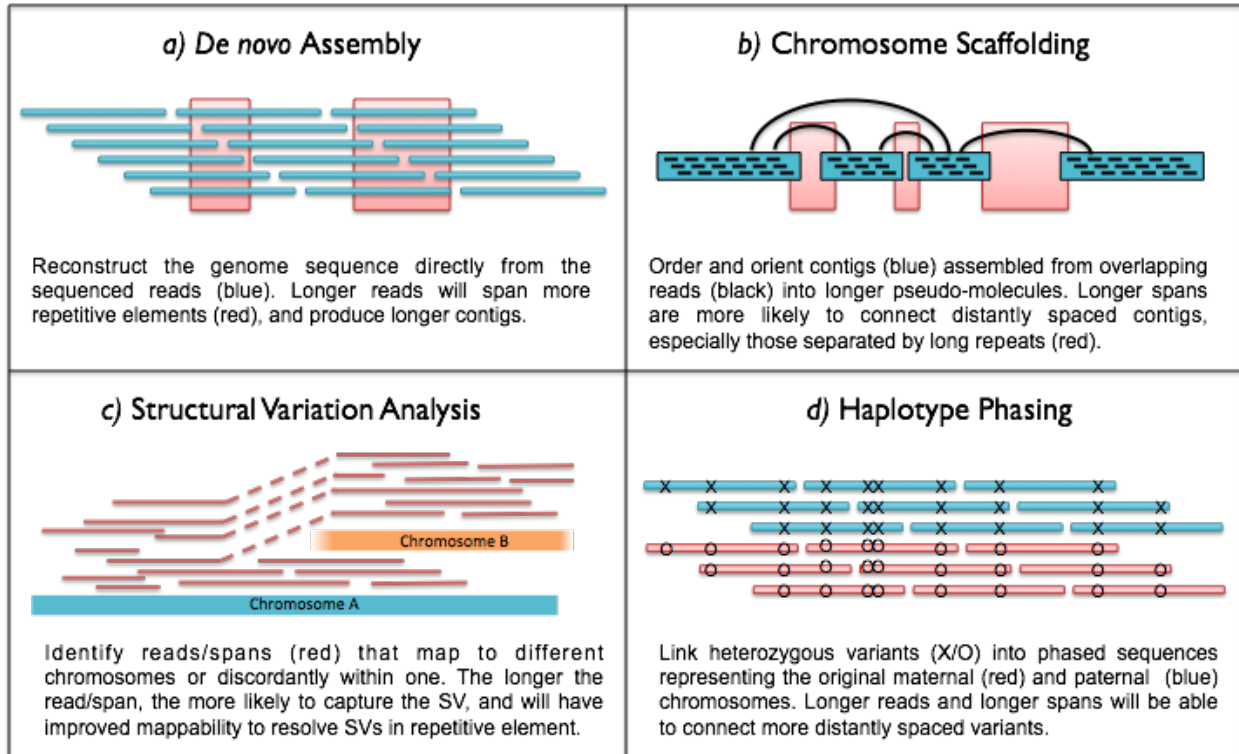 a) De novo Assembly
Reconstruct the genome sequence directly from the
sequenced reads (blue). Longer reads will span more
repetitive elements (red), and produce longer contigs.
b) Chromosome Scaffolding
Order and orient contigs (blue) assembled from overlapping
reads (black) into longer pseudo-molecules. Longer spans
are more likely to connect distantly spaced contigs,
especially those separated by long repeats (red).
c) Structural Variation Analysis
Chromosome B
Chromosome A
Identify reads/spans (red) that map to different
chromosomes or discordantly within one. The longer the
read/span, the more likely to capture the SV, and will have
improved mappability to resolve SVs in repetitive element.
d) Haplotype Phasing
X X X X XX X X X
X X XX X X X X
X X XX X X X X
O O O O OO O O O
O O O OO O O O O
O O OO O O O O
Link heterozygous variants (X/O) into phased sequences
representing the original maternal (red) and paternal (blue)
chromosomes. Longer reads and longer spans will be able
to connect more distantly spaced variants.